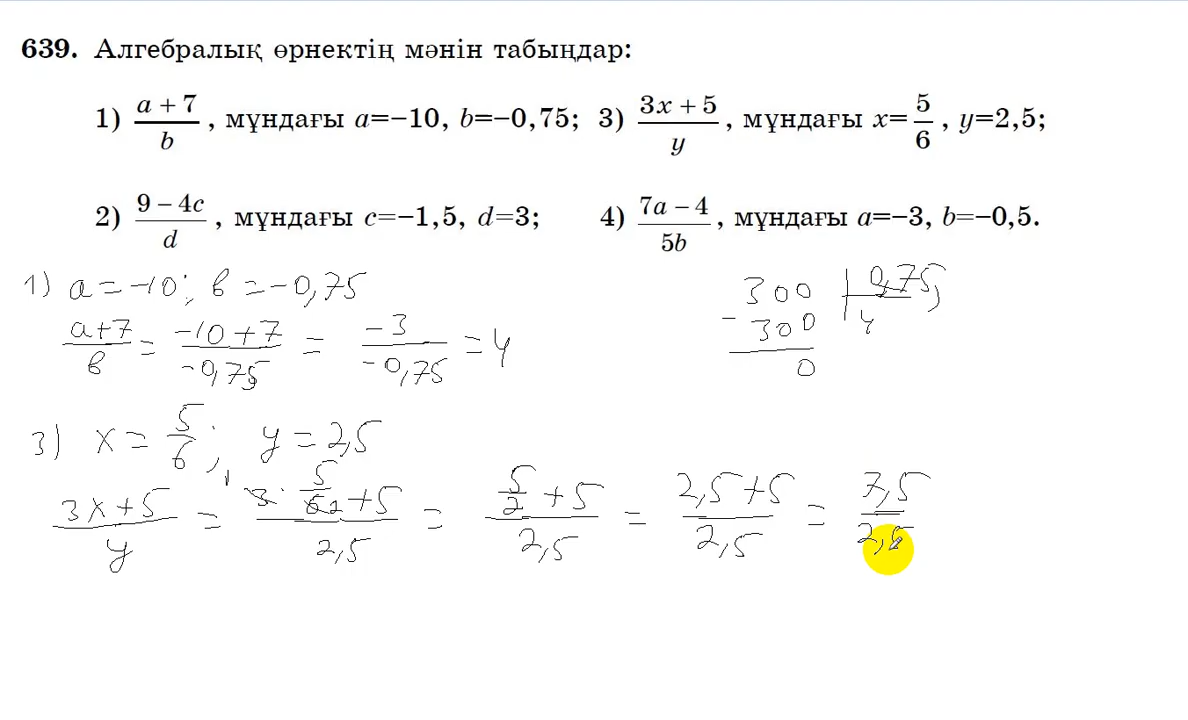 639. Алгебралық өрнектің мәнін табыңдар:
1) (a + 7)/b, мұндағы a=−10, b=−0,75; 3) (3x + 5)/y, мұндағы x=5/6, y=2,5;
2) (9 − 4c)/d, мұндағы c=−1,5, d=3; 4) (7a − 4)/5b, мұндағы a=−3, b=−0,5.
1) a = −10; b = −0,75
(a+7)/b = (−10+7)/(−0,75) = (−3)/(−0,75) = 4
300 | 0,75
− 300 | 4
0
3) x = 5/6; y = 2,5
(3x+5)/y = (3 · 5/6 2 + 5)/2,5 = (5/2 + 5)/2,5 = (2,5+5)/2,5 = 7,5/2,5